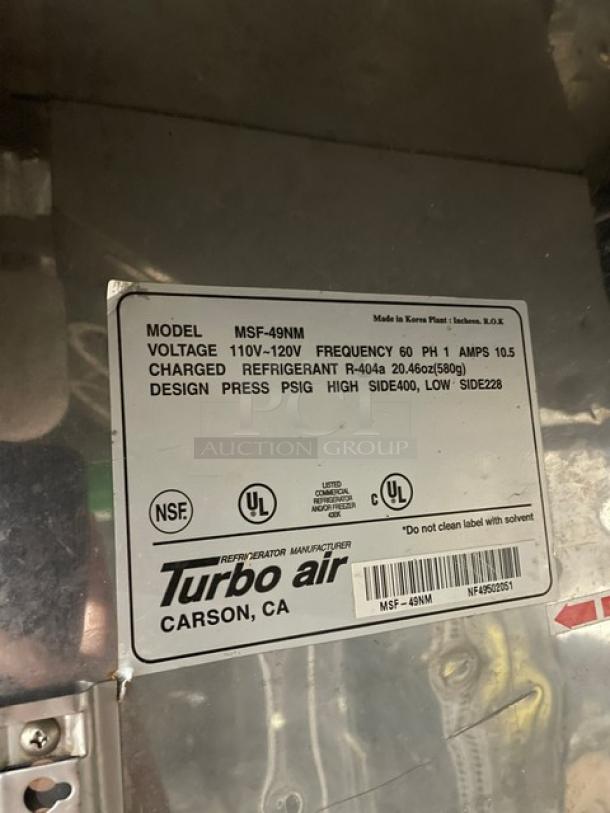 Made in Korea Plant : Incheon. R.O.K
MODEL MSF-49NM
VOLTAGE 110V~120V FREQUENCY 60 PH 1 AMPS 10.5
CHARGED REFRIGERANT R-404a 20.46oz(580g)
DESIGN PRESS PSIG HIGH SIDE400, LOW SIDE228
PCI
AUCTION GROUP
NSF.
UL
LISTED
COMMERCIAL
REFRIGERATOR
AND/OR FREEZER
430K
C UL
*Do not clean label with solvent
REFRIGERATOR MANUFACTURER
Turbo air
CARSON, CA
MSF-49NM NF49502051